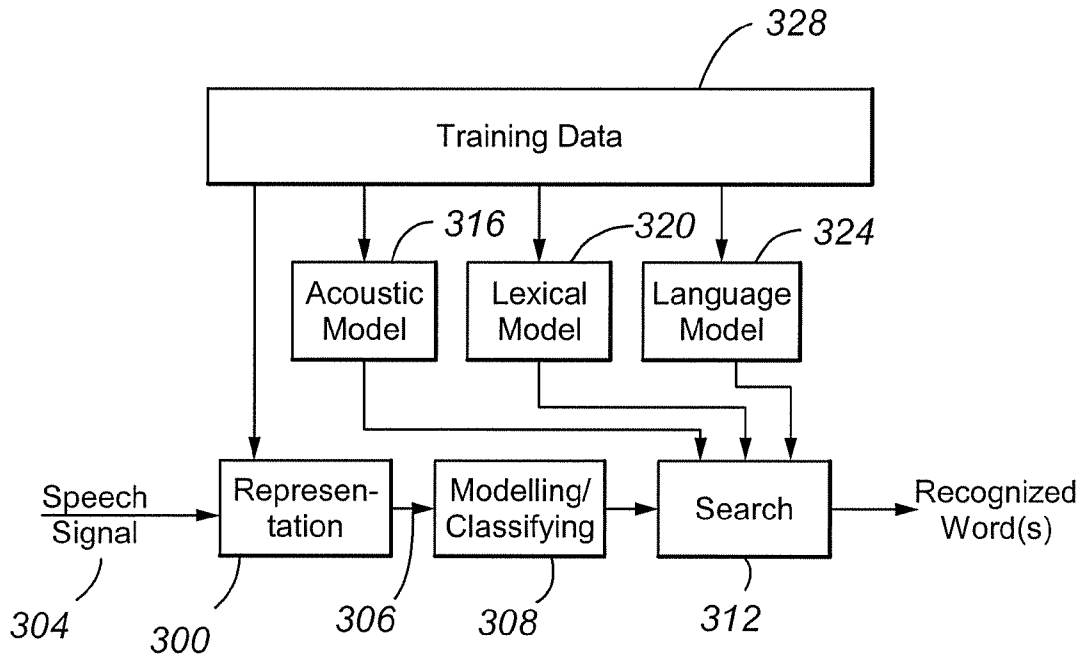 328
Training Data
316
320
324
Acoustic
Model
Lexical
Model
Language
Model
Speech
Signal
Represen-
tation
Modelling/
Classifying
Search
Recognized
Word(s)
304
300
306
308
312